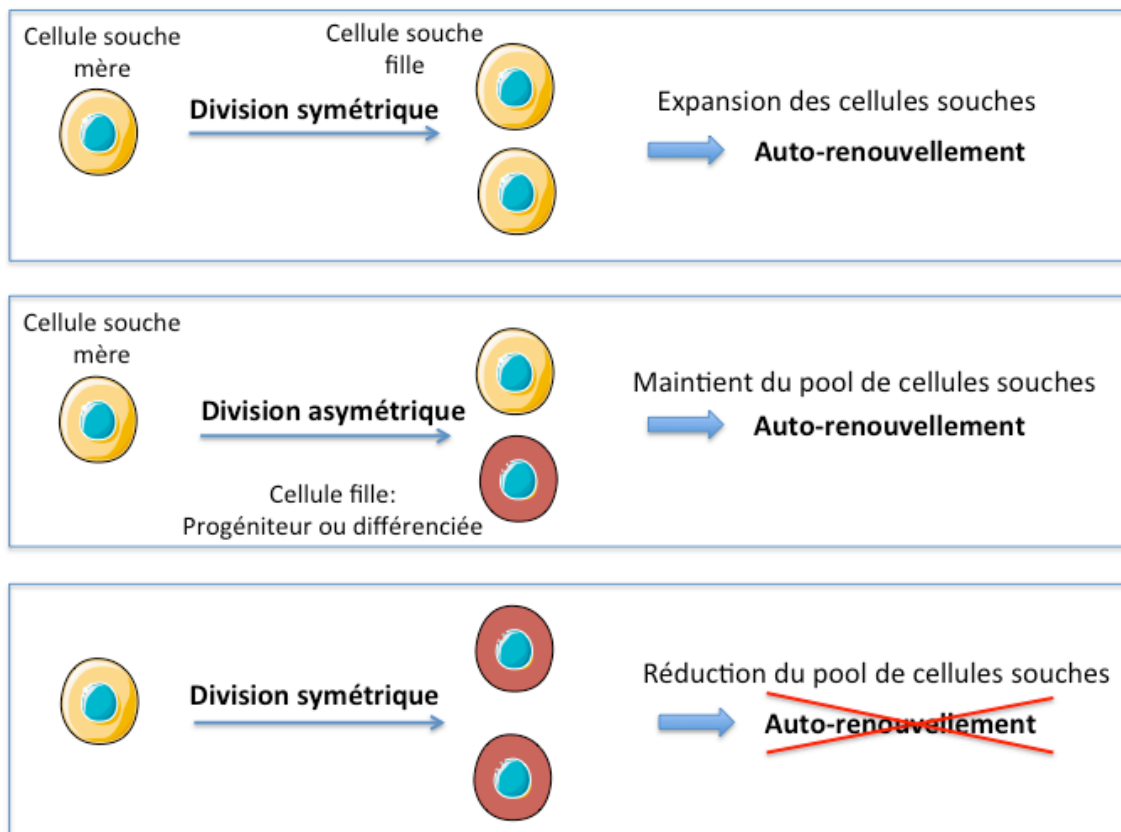 Cellule souche
mère
Division symétrique
Cellule souche
fille
Expansion des cellules souches
Auto-renouvellement
Cellule souche
mère
Division asymétrique
Cellule fille:
Progéniteur ou différenciée
Maintient du pool de cellules souches
Auto-renouvellement
Division symétrique
Réduction du pool de cellules souches
Auto-renouvellement